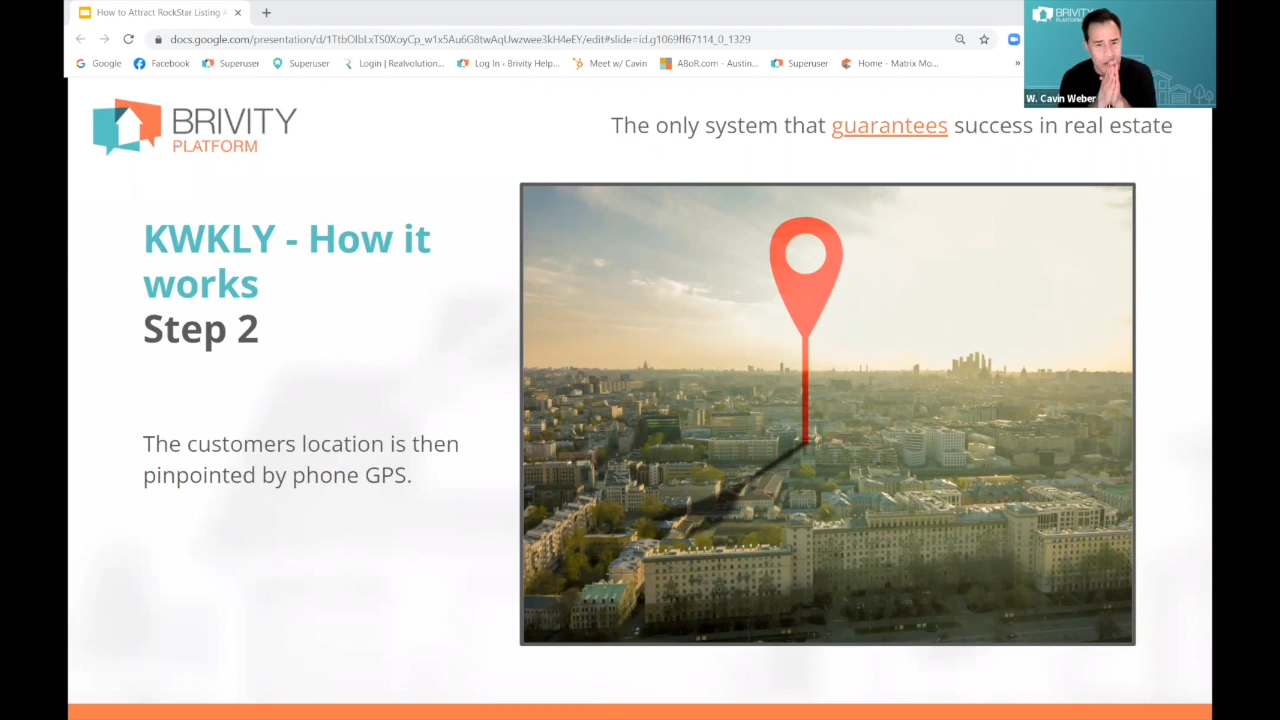 How to Attract RockStar Listing A
docs.google.com/presentation/d/
/edit#slide=id.g1069ff67114_0_1329
Google
Facebook
Superuser
Superuser
Login | Realvolution...
Log In ‹ Brivity Help...
Meet w/ Cavin
ABoR.com - Austin...
Superuser
Home - Matrix Mo...
»
BRIVITY
W. Cavin Weber
BRIVITY
PLATFORM
The only system that guarantees success in real estate
KWKLY - How it
works
Step 2
The customers location is then
pinpointed by phone GPS.